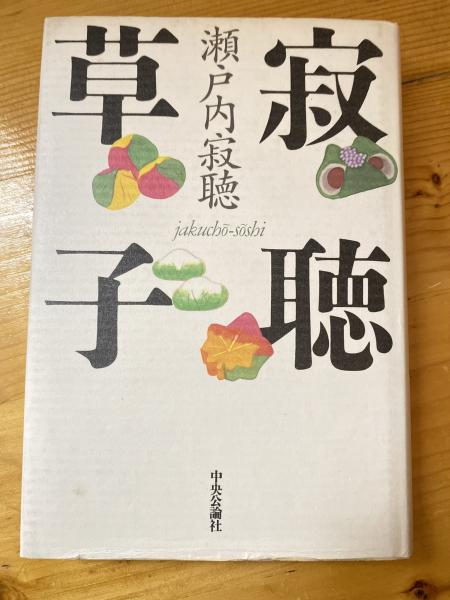 寂聴
草子
瀬戸内寂聴
jakuchō-sōshi
中央公論社